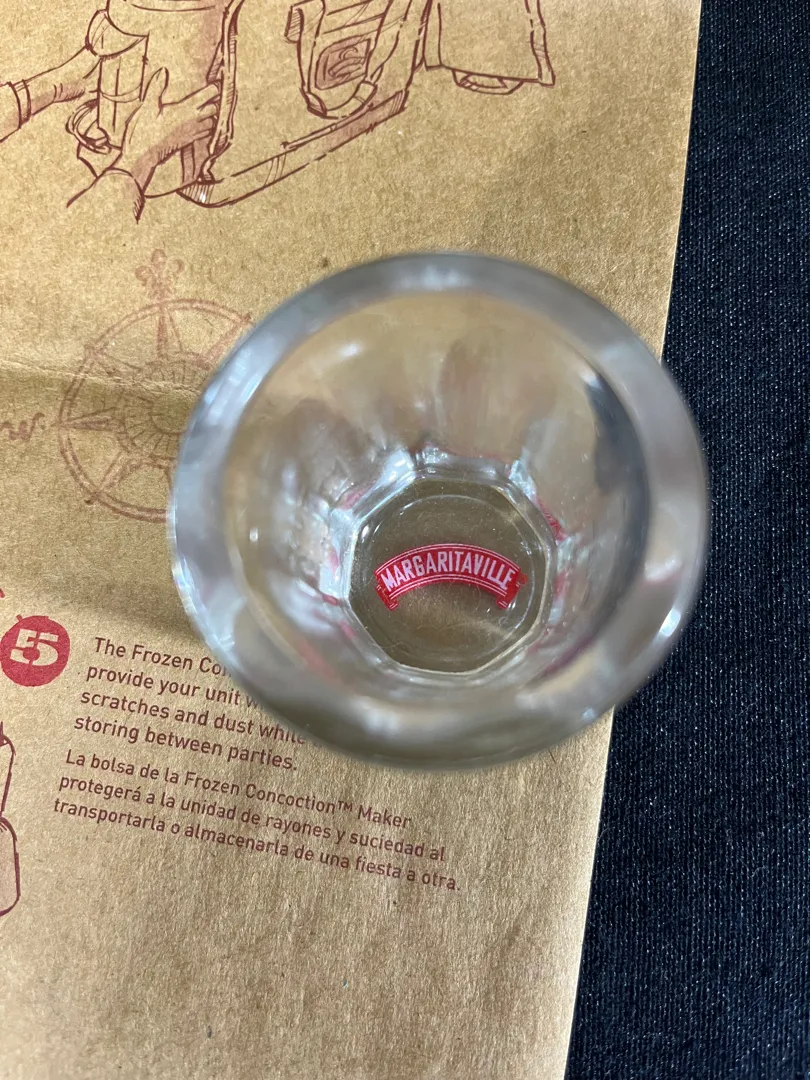 MARGARITAVILLE
5
The Frozen
provide your unit
scratches and dust while
storing between parties.
La bolsa de la Frozen Concoction™ Maker
protegerá a la unidad de rayones y suciedad al
transportarla o almacenarla de una fiesta a otra.